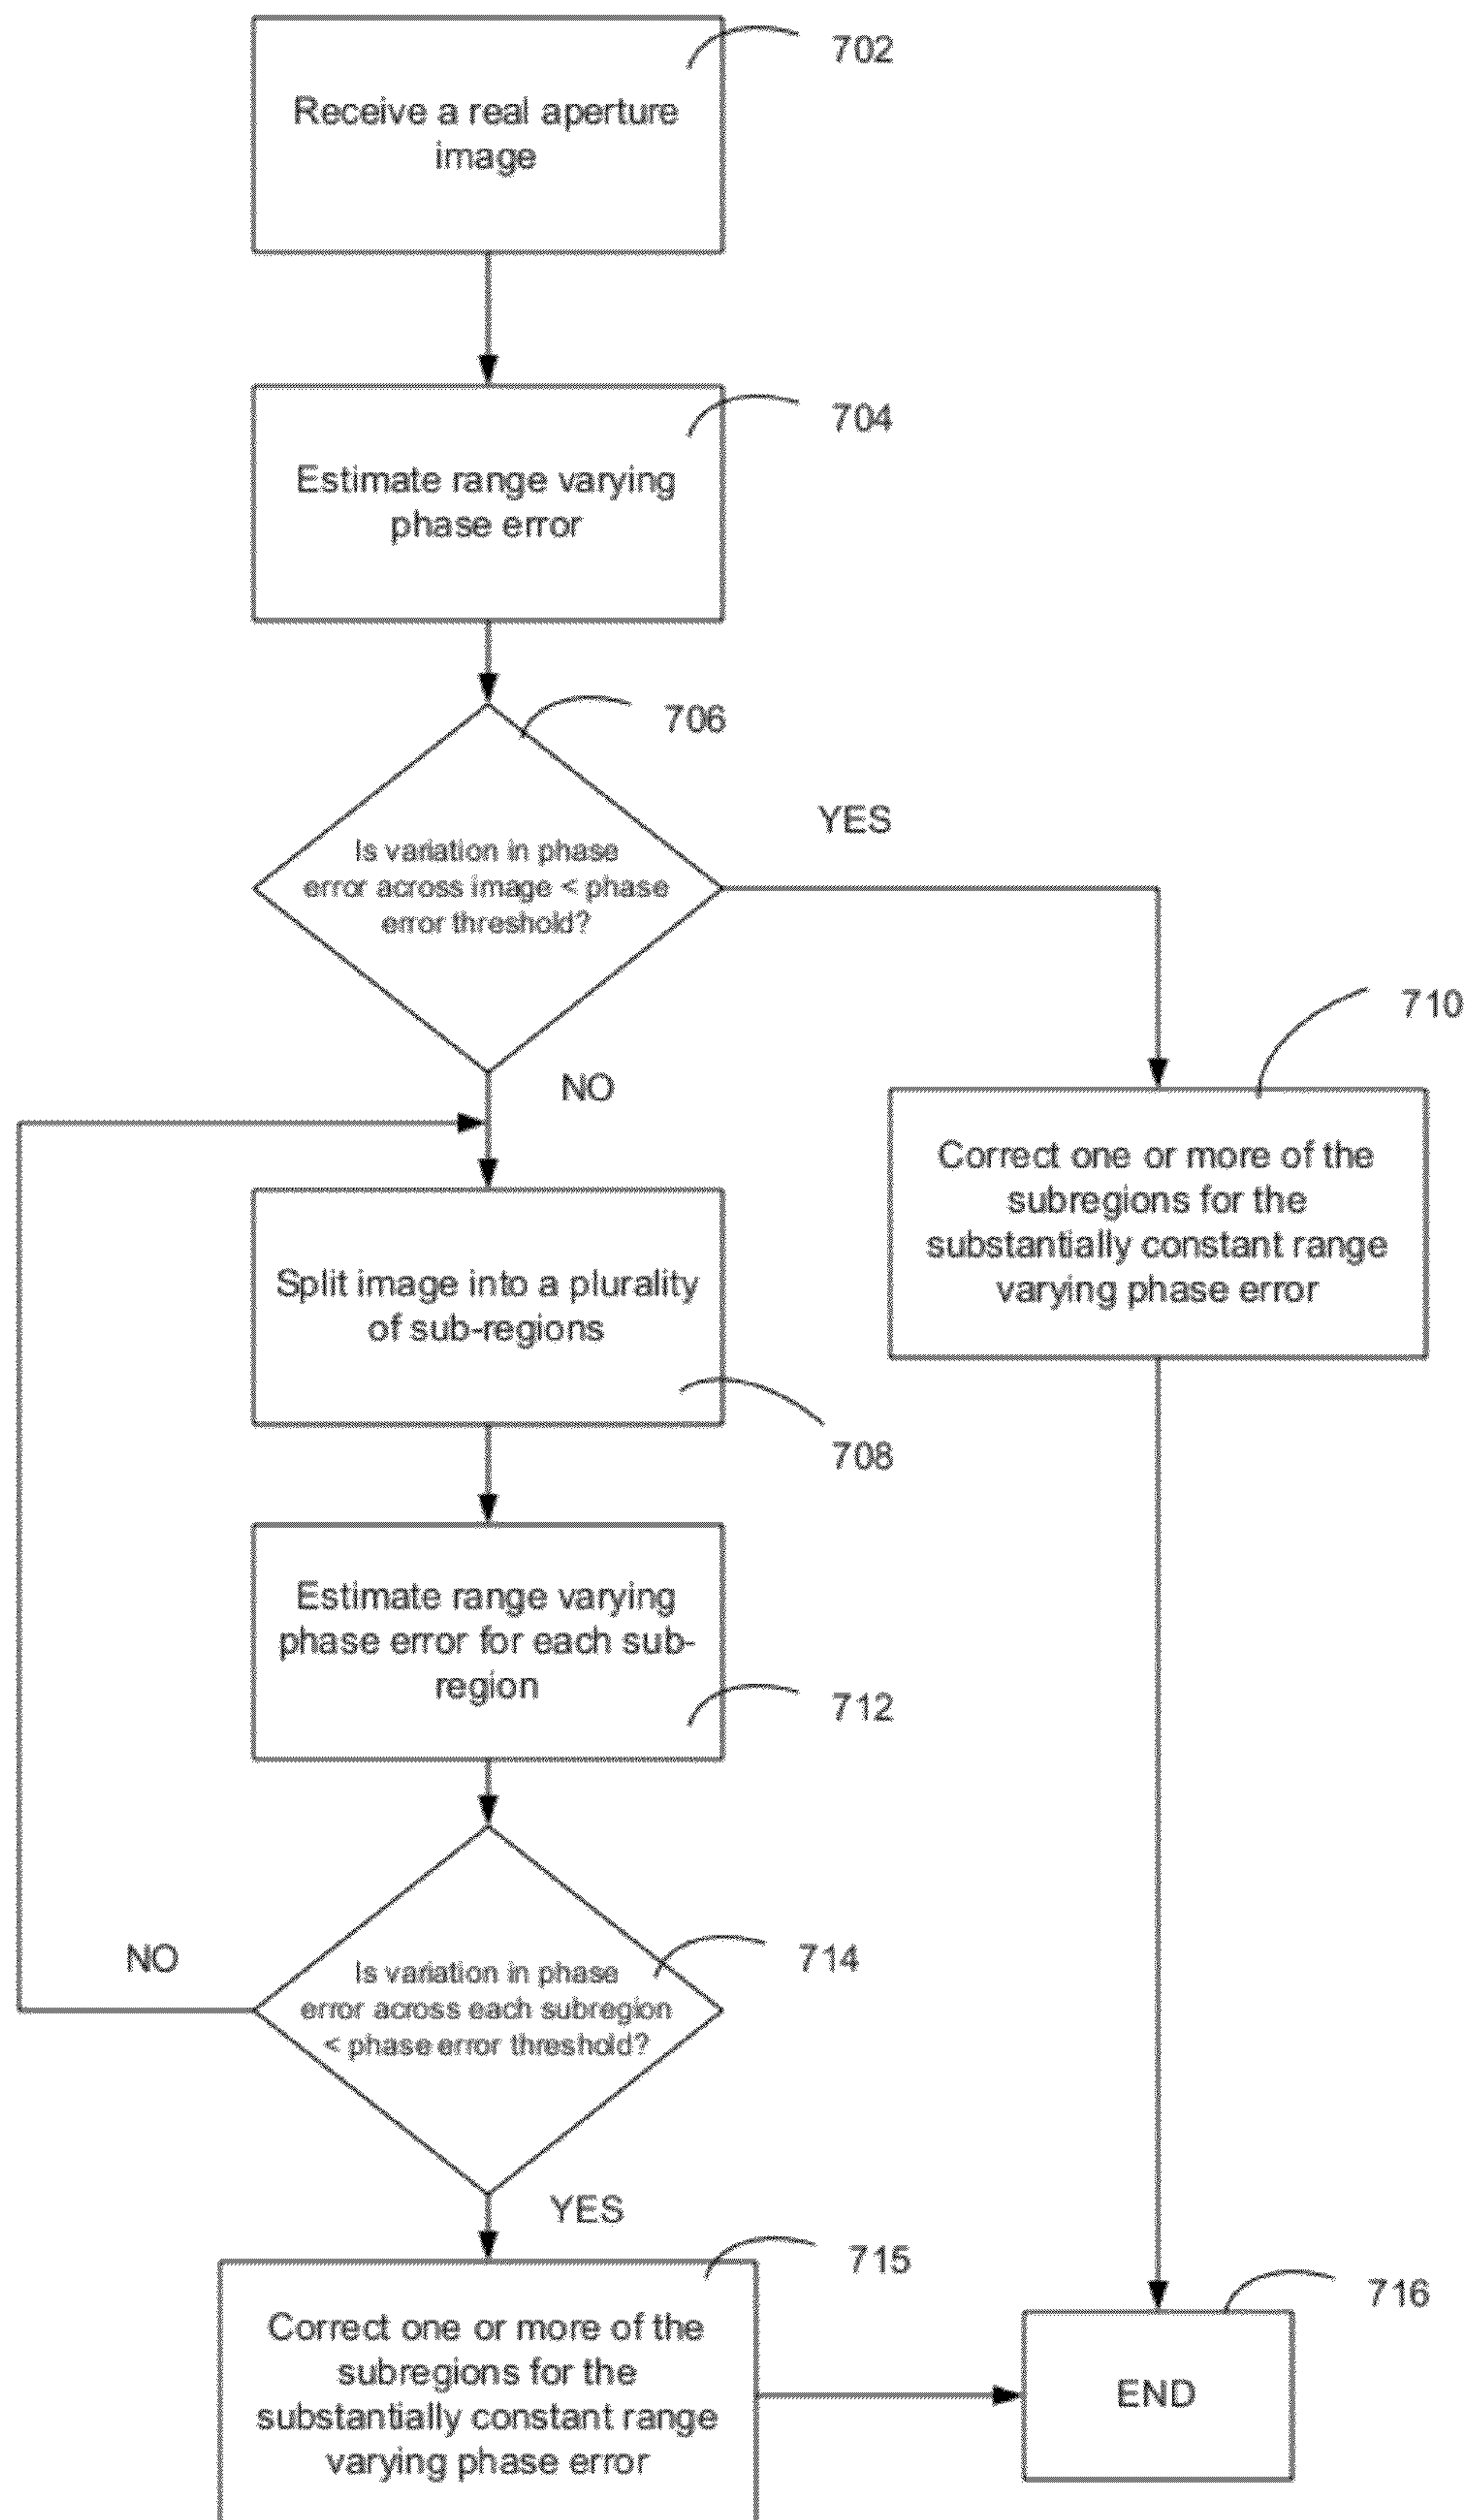 702
Receive a real aperture
image
704
Estimate range varying
phase error
706
YES
Is variation in phase
error across image < phase
error threshold?
710
NO
Correct one or more of the
subregions for the
substantially constant range
varying phase error
Split image into a plurality
of sub-regions
708
Estimate range varying
phase error for each sub-
region
712
NO
714
Is variation in phase
error across each subregion
< phase error threshold?
YES
715
716
Correct one or more of the
subregions for the
substantially constant range
varying phase error
END